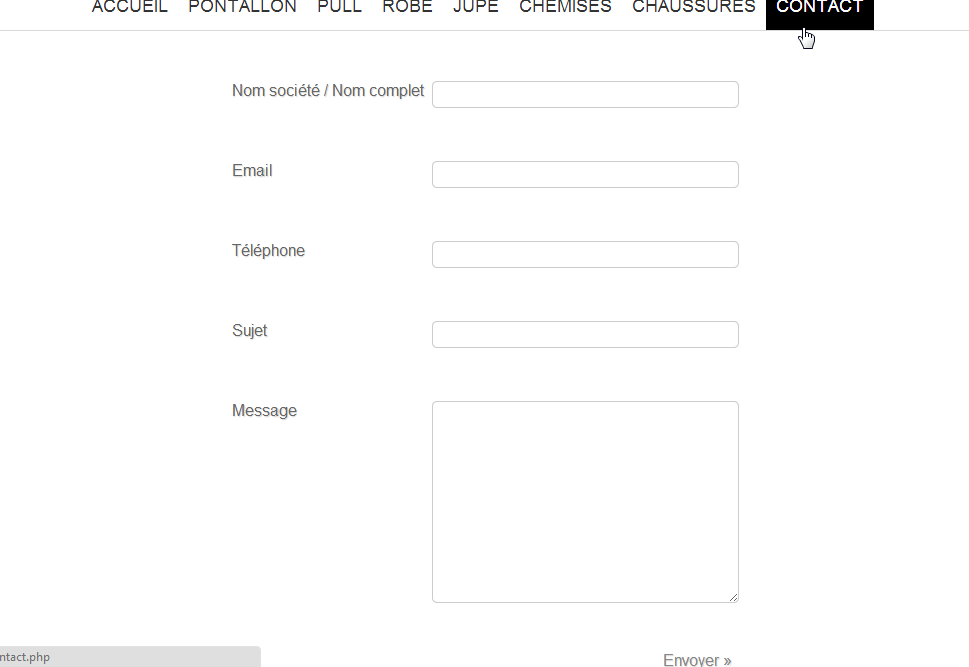 ACCUEIL PONTALLON PULL ROBE JUPE CHEMISES CHAUSSURES CONTACT
Nom société / Nom complet
Email
Téléphone
Sujet
Message
Envoyer »
ntact.php